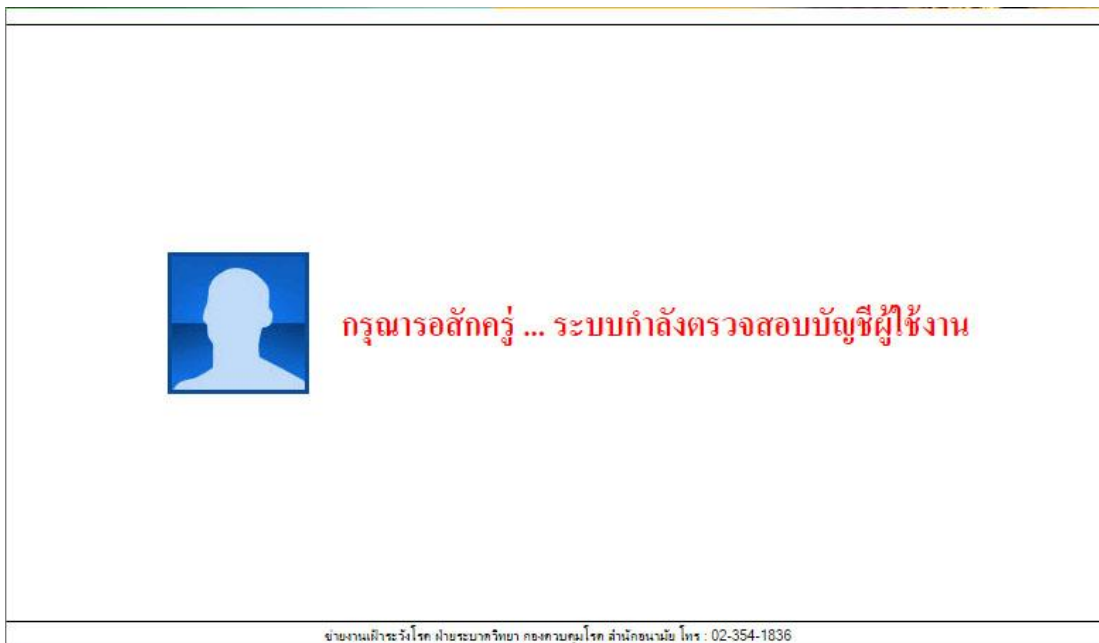 กรุณารอสักครู่ ... ระบบกำลังตรวจสอบบัญชีผู้ใช้งาน
ข่ายงานเฝ้าระวังโรค ฝ่ายระบาดวิทยา กองควบคุมโรค สำนักอนามัย โทร : 02-354-1836